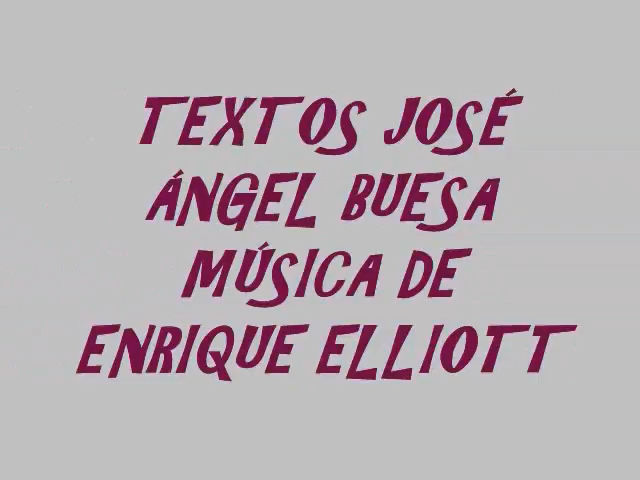 TEXTOS JOSÉ
ÁNGEL BUESA
MÚSICA DE
ENRIQUE ELLIOTT